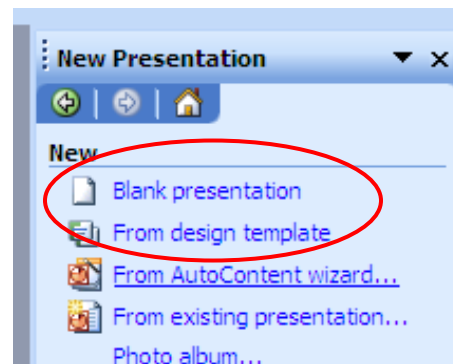 New Presentation
New
Blank presentation
From design template
From AutoContent wizard...
From existing presentation...
Photo album...